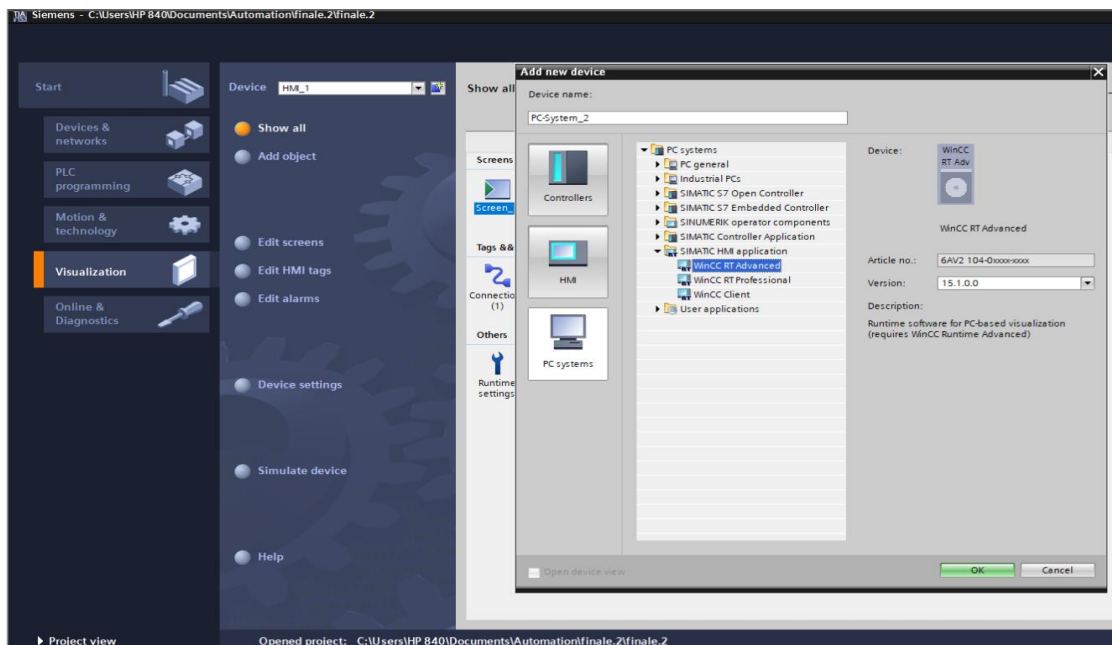 Siemens - C:\Users\HP 840\Documents\Automation\finale.2\finale.2
Start
Devices &
networks
PLC
programming
Motion &
technology
Visualization
Online &
Diagnostics
Project view
Device HMI_1
Show all
Add object
Edit screens
Edit HMI tags
Edit alarms
Device settings
Simulate device
Help
Show all
Screens
Screen_
Tags &&
Connectio
(1)
Others
Runtime
settings
Add new device
Device name:
PC-System_2
Controllers
HMI
PC systems
PC systems
PC general
Industrial PCs
SIMATIC S7 Open Controller
SIMATIC S7 Embedded Controller
SINUMERIK operator components
SIMATIC Controller Application
SIMATIC HMI application
WinCC RT Advanced
WinCC RT Professional
WinCC Client
User applications
Device:
WinCC
RT Adv
WinCC RT Advanced
Article no.: 6AV2 104-0xxxx-xxxx
Version: 15.1.0.0
Description:
Runtime software for PC-based visualization
(requires WinCC Runtime Advanced)
Open device view
OK
Cancel
Opened project: C:\Users\HP 840\Documents\Automation\finale.2\finale.2